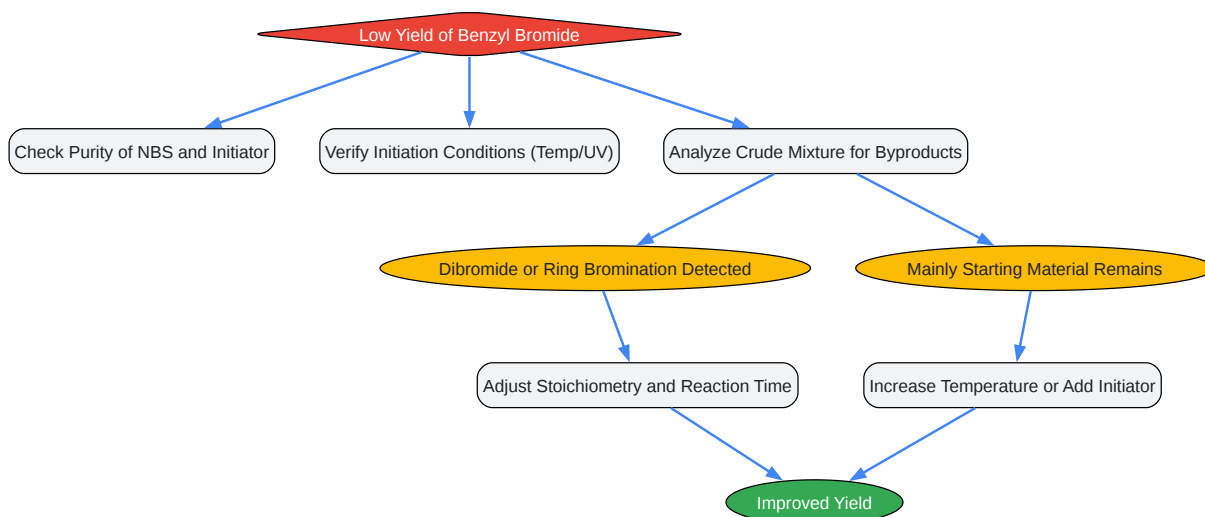 Low Yield of Benzyl Bromide
Check Purity of NBS and Initiator
Verify Initiation Conditions (Temp/UV)
Analyze Crude Mixture for Byproducts
Dibromide or Ring Bromination Detected
Mainly Starting Material Remains
Adjust Stoichiometry and Reaction Time
Increase Temperature or Add Initiator
Improved Yield